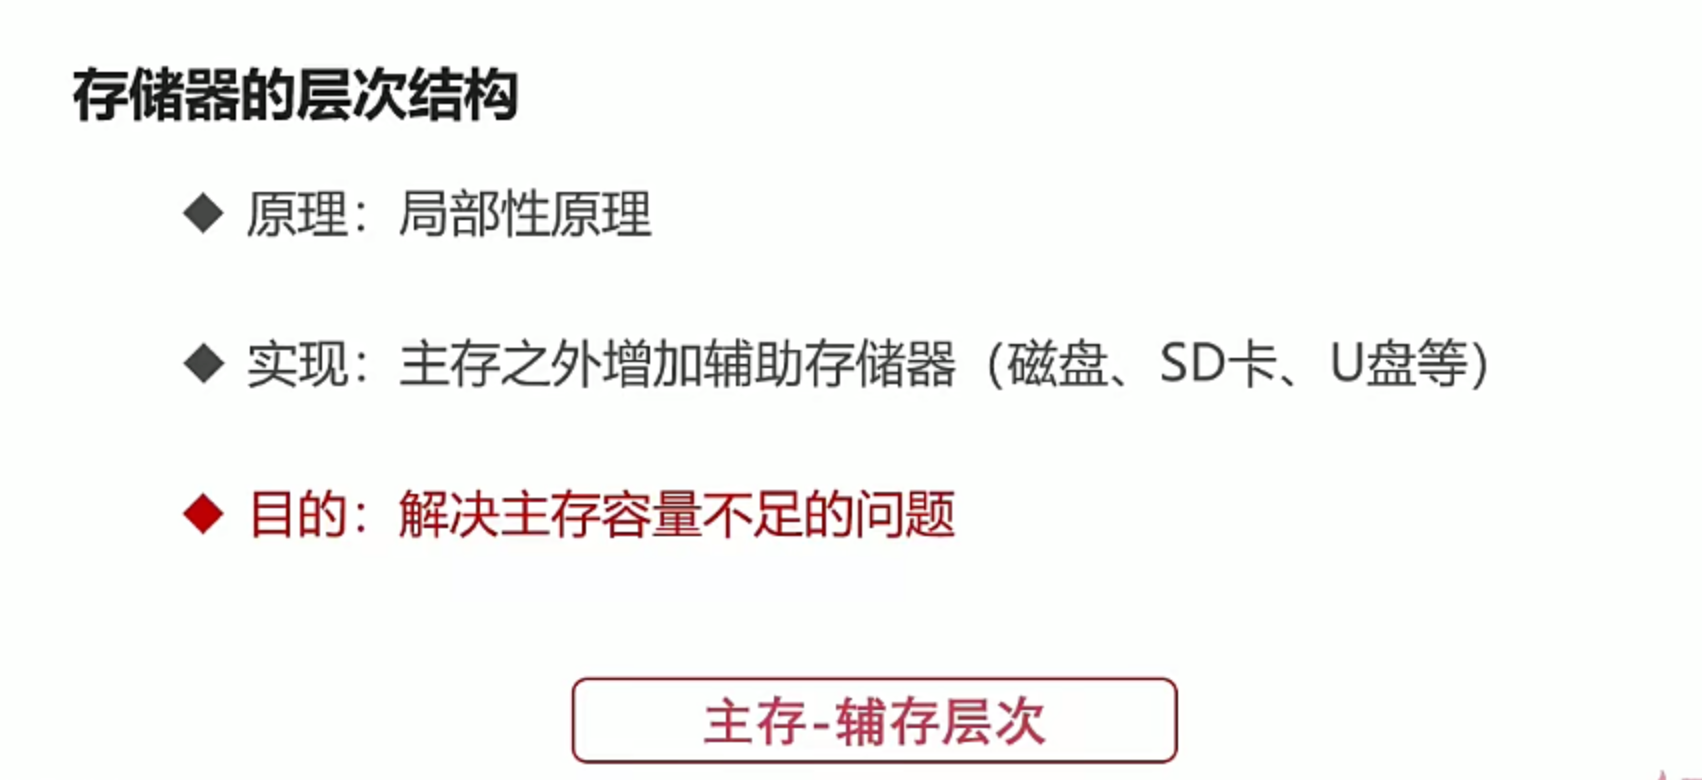 存储器的层次结构
原理：局部性原理
实现：主存之外增加辅助存储器（磁盘、SD卡、U盘等）
目的：解决主存容量不足的问题
主存-辅存层次